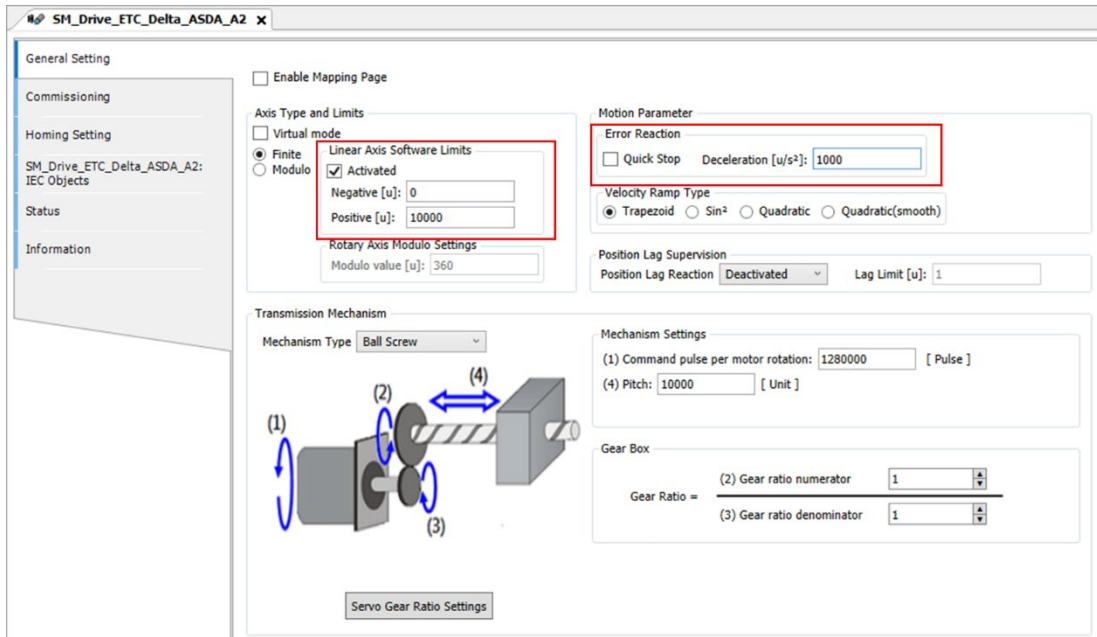 SM_Drive_ETC_Delta_ASDA_A2 X
General Setting
Commissioning
Homing Setting
SM_Drive_ETC_Delta_ASDA_A2:
IEC Objects
Status
Information
Enable Mapping Page
Axis Type and Limits
Virtual mode
Finite
Modulo
Linear Axis Software Limits
Activated
Negative [u]: 0
Positive [u]: 10000
Rotary Axis Modulo Settings
Modulo value [u]: 360
Motion Parameter
Error Reaction
Quick Stop Deceleration [u/s²]: 1000
Velocity Ramp Type
Trapezoid Sin² Quadratic Quadratic(smooth)
Position Lag Supervision
Position Lag Reaction Deactivated Lag Limit [u]: 1
Transmission Mechanism
Mechanism Type Ball Screw
(1)
(2)
(4)
(3)
Servo Gear Ratio Settings
Mechanism Settings
(1) Command pulse per motor rotation: 1280000 [ Pulse ]
(4) Pitch: 10000 [ Unit ]
Gear Box
Gear Ratio =
(2) Gear ratio numerator 1
(3) Gear ratio denominator 1